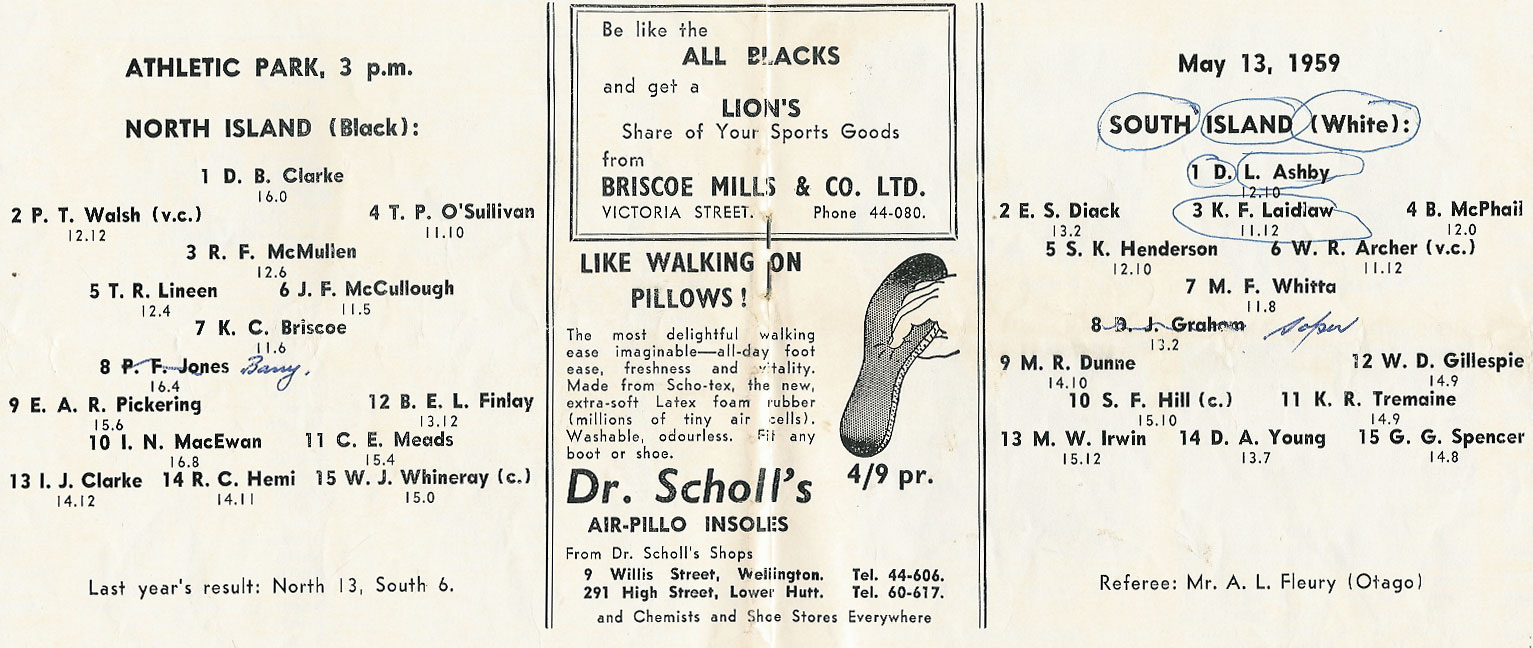 ATHLETIC PARK, 3 p.m.
NORTH ISLAND (Black):
1 D. B. Clarke
16.0
2 P. T. Walsh (v.c.) 4 T. P. O'Sullivan
12.12 11.10
3 R. F. McMullen
12.6
5 T. R. Lineen 6 J. F. McCullough
12.4 11.5
7 K. C. Briscoe
11.6
8 P. F. Jones Barry.
16.4
9 E. A. R. Pickering 12 B. E. L. Finlay
15.6 13.12
10 I. N. MacEwan 11 C. E. Meads
16.8 15.4
13 I. J. Clarke 14 R. C. Hemi 15 W. J. Whineray (c.)
14.12 14.11 15.0
Last year's result: North 13, South 6.
Be like the
ALL BLACKS
and get a
LION'S
Share of Your Sports Goods
from
BRISCOE MILLS & CO. LTD.
VICTORIA STREET. Phone 44-080.
LIKE WALKING ON
PILLOWS!
The most delightful walking
ease imaginable—all-day foot
ease, freshness and vitality.
Made from Scho-tex, the new,
extra-soft Latex foam rubber
(millions of tiny air cells).
Washable, odourless. Fit any
boot or shoe.
4/9 pr.
Dr. Scholl's
AIR-PILLO INSOLES
From Dr. Scholl's Shops
9 Willis Street, Wellington. Tel. 44-606.
291 High Street, Lower Hutt. Tel. 60-617.
and Chemists and Shoe Stores Everywhere
May 13, 1959
SOUTH ISLAND (White):
1 D. L. Ashby
12.10
2 E. S. Diack 3 K. F. Laidlaw 4 B. McPhail
13.2 11.12 12.0
5 S. K. Henderson 6 W. R. Archer (v.c.)
12.10 11.12
7 M. F. Whitta
11.8
8 D. J. Graham Soper
13.2
9 M. R. Dunne 12 W. D. Gillespie
14.10 14.9
10 S. F. Hill (c.) 11 K. R. Tremaine
15.10 14.9
13 M. W. Irwin 14 D. A. Young 15 G. G. Spencer
15.12 13.7 14.8
Referee: Mr. A. L. Fleury (Otago)